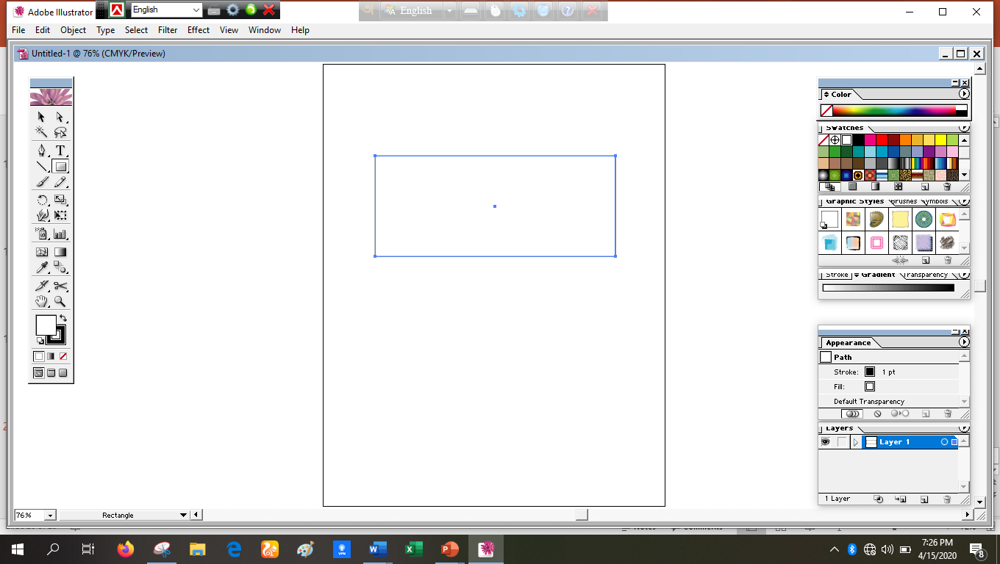 Adobe Illustrator
English
English
File Edit Object Type Select Filter Effect View Window Help
Untitled-1 @ 76% (CMYK/Preview)
Color
Swatches
Graphic Styles Brushes Symbols
Stroke Gradient Transparency
Appearance
Path
Stroke: 1 pt
Fill:
Default Transparency
Layers
Layer 1
1 Layer
76% Rectangle
Notes Comments
7:26 PM
4/15/2020
8